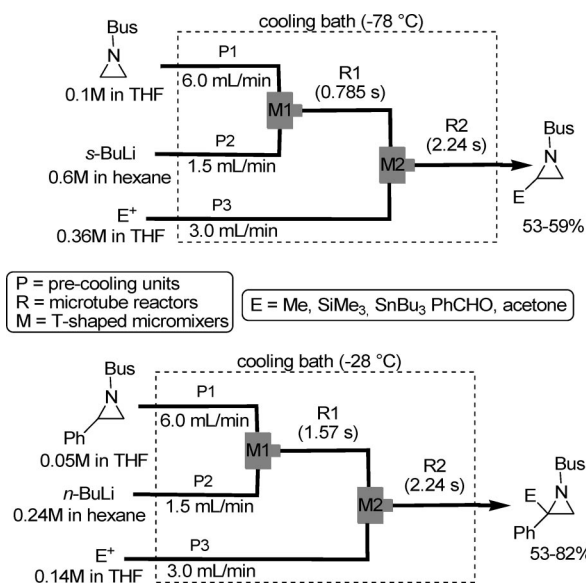 cooling bath (-78 °C)
Bus
N
0.1M in THF
P1
6.0 mL/min
M1
R1
(0.785 s)
s-BuLi
0.6M in hexane
P2
1.5 mL/min
M2
R2
(2.24 s)
E+
0.36M in THF
P3
3.0 mL/min
Bus
N
E
53-59%
P = pre-cooling units
R = microtube reactors
M = T-shaped micromixers
E = Me, SiMe3, SnBu3 PhCHO, acetone
cooling bath (-28 °C)
Bus
N
Ph
0.05M in THF
P1
6.0 mL/min
M1
R1
(1.57 s)
n-BuLi
0.24M in hexane
P2
1.5 mL/min
M2
R2
(2.24 s)
E+
0.14M in THF
P3
3.0 mL/min
Bus
E
N
Ph
53-82%